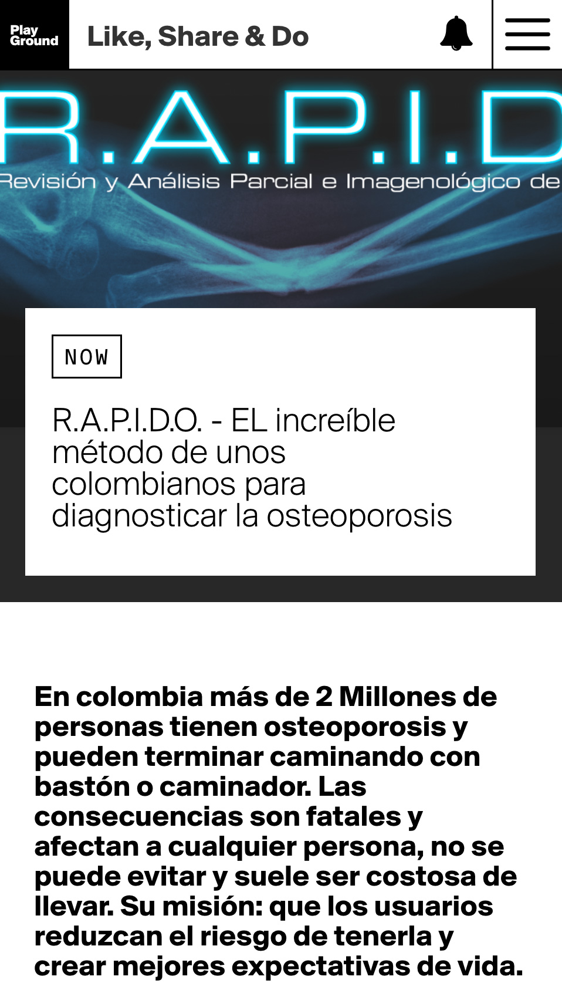 Play
Ground
Like, Share & Do
R.A.P.I.D
Revisión y Análisis Parcial e Imagenológico de
NOW
R.A.P.I.D.O. - EL increíble
método de unos
colombianos para
diagnosticar la osteoporosis
En colombia más de 2 Millones de
personas tienen osteoporosis y
pueden terminar caminando con
bastón o caminador. Las
consecuencias son fatales y
afectan a cualquier persona, no se
puede evitar y suele ser costosa de
llevar. Su misión: que los usuarios
reduzcan el riesgo de tenerla y
crear mejores expectativas de vida.